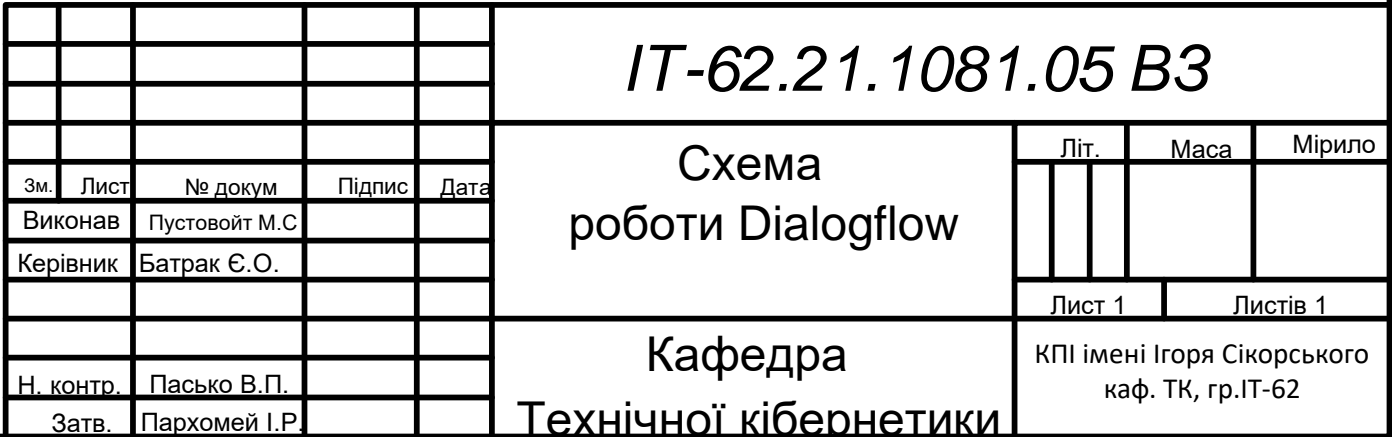 ІТ-62.21.1081.05 ВЗ
Схема
роботи Dialogflow
Літ. Маса Мірило
Зм. Лист № докум Підпис Дата
Виконав Пустовойт М.С
Керівник Батрак Є.О.
Лист 1 Листів 1
Кафедра
Технічної кібернетики
КПІ імені Ігоря Сікорського
каф. ТК, гр.ІТ-62
Н. контр. Пасько В.П.
Затв. Пархомей І.Р.